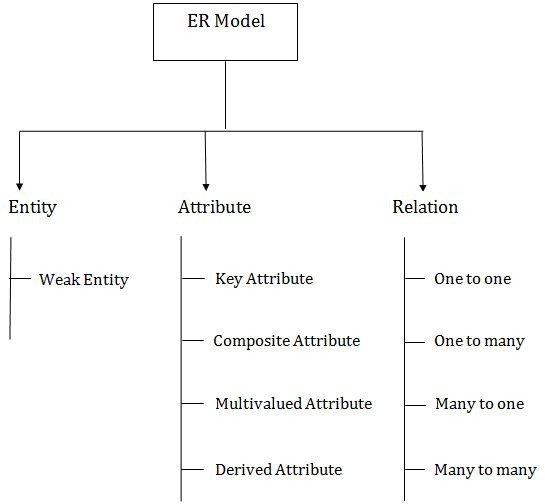 ER Model
Entity
Attribute
Relation
Weak Entity
Key Attribute
One to one
Composite Attribute
One to many
Multivalued Attribute
Many to one
Derived Attribute
Many to many